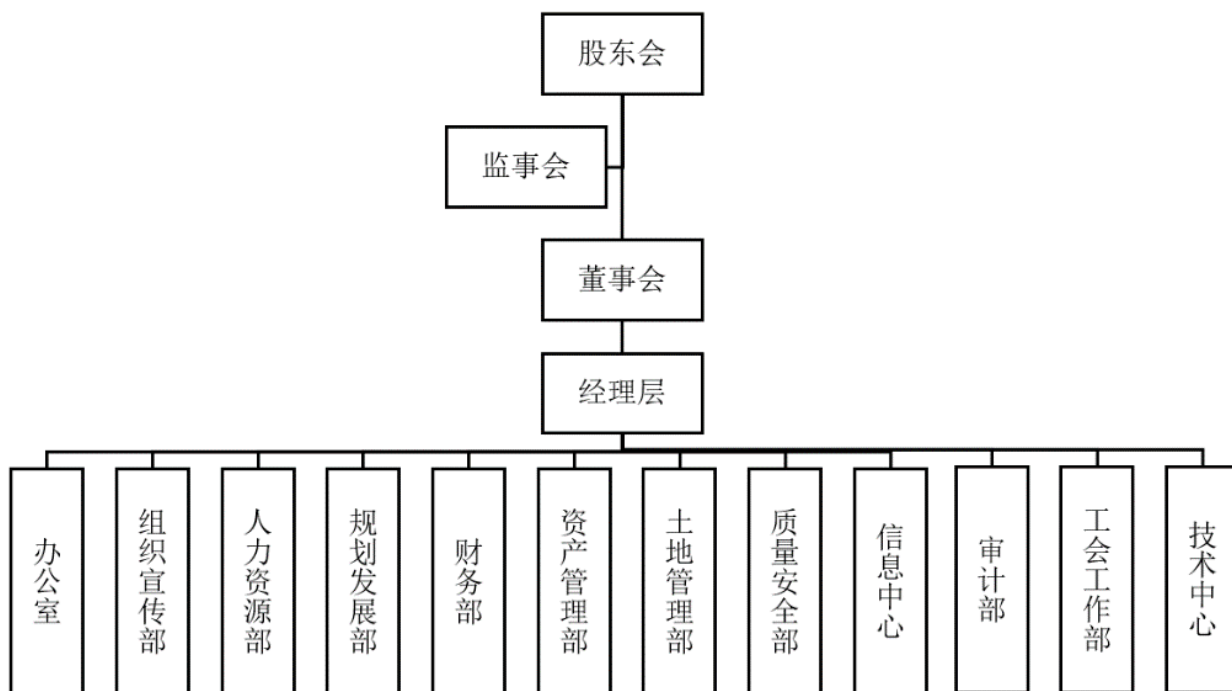 股东会
监事会
董事会
经理层
办公室
组织宣传部
人力资源部
规划发展部
财务部
资产管理部
土地管理部
质量安全部
信息中心
审计部
工会工作部
技术中心